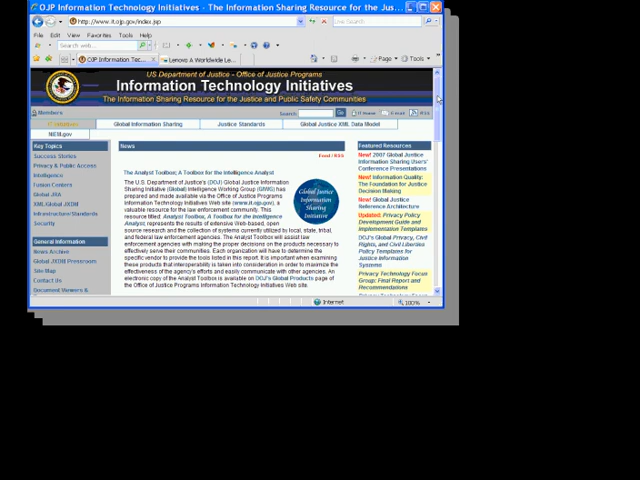 OJP Information Technology Initiatives - The Information Sharing Resource for the Jus...
http://www.it.ojp.gov/index.jsp
Live Search
File Edit View Favorites Tools Help
Search web...
OJP Information Tec...
Lenovo A Worldwide L...
Page Tools
US Department of Justice - Office of Justice Programs
Information Technology Initiatives
The Information Sharing Resource for the Justice and Public Safety Communities
Members
Search:
Home
E-mail
RSS
IT Initiatives
Global Information Sharing
Justice Standards
Global Justice XML Data Model
NIEM.gov
Key Topics
Success Stories
Privacy & Public Access
Intelligence
Fusion Centers
Global JRA
XML Global JXDM
Infrastructure/Standards
Security
General Information
News Archive
Global JXDM Pressroom
Site Map
Contact Us
Document Viewers &
News
Feed / RSS
The Analyst Toolbox; A Toolbox for the Intelligence Analyst
The U.S. Department of Justice's (DOJ) Global Justice Information
Sharing Initiative (Global) Intelligence Working Group (GIWG) has
prepared and made available via the Office of Justice Programs
Information Technology Initiatives Web site (www.it.ojp.gov), a
valuable resource for the law enforcement community. This
resource titled: Analyst Toolbox, A Toolbox for the Intelligence
Analyst, represents the results of extensive Web-based, open
source research and the collection of systems currently utilized by local, state, tribal,
and federal law enforcement agencies. The Analyst Toolbox will assist law
enforcement agencies with making the proper decisions on the products necessary to
effectively serve their communities. Each organization will have to determine the
specific vendor to provide the tools listed in this report. It is important when examining
these products that interoperability is taken into consideration in order to maximize the
effectiveness of the agency's efforts and easily communicate with other agencies. An
electronic copy of the Analyst Toolbox is available on DOJ's Global Products page of
the Office of Justice Programs Information Technology Initiatives Web site.
Global Justice
Information
Sharing
Initiative
Featured Resources
New! 2007 Global Justice
Information Sharing Users'
Conference Presentations
New! Information Quality:
The Foundation for Justice
Decision Making
New! Global Justice
Reference Architecture
Updated: Privacy Policy
Development Guide and
Implementation Templates
DOJ's Global Privacy, Civil
Rights, and Civil Liberties
Policy Templates for
Justice Information
Systems
Privacy Technology Focus
Group: Final Report and
Recommendations
Internet
100%